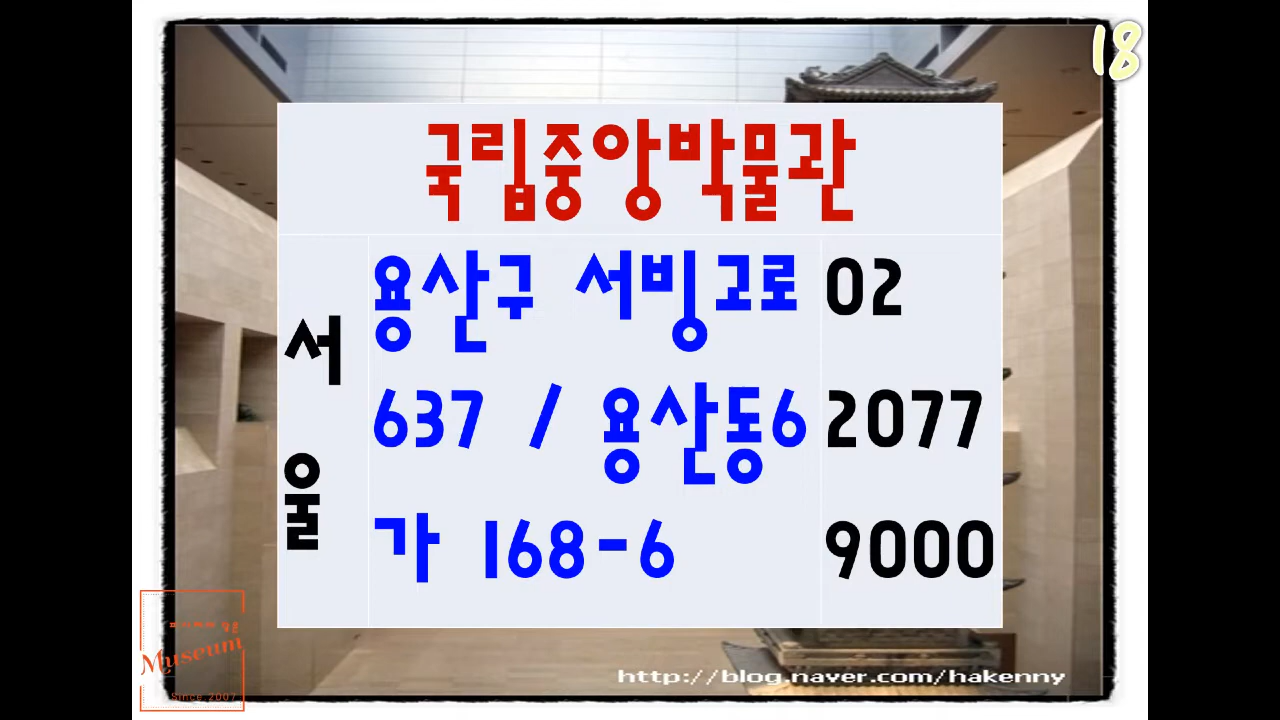 18
국립중앙박물관
서
울
용산구 서빙고로
637 / 용산동6
가 168-6
02
2077
9000
http://blog.naver.com/hakenny
Museum
Since 2007